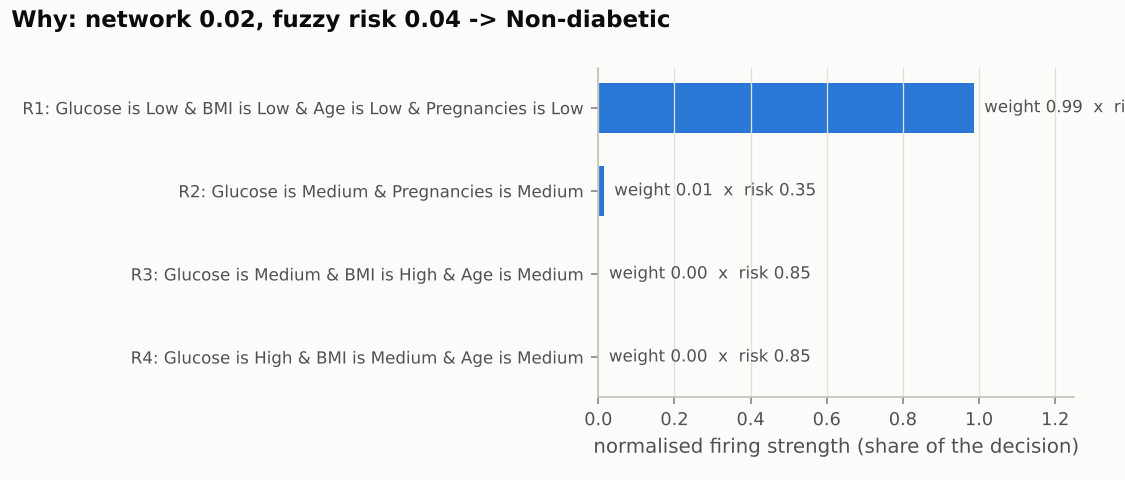 Why: network 0.02, fuzzy risk 0.04 -> Non-diabetic
R1: Glucose is Low & BMI is Low & Age is Low & Pregnancies is Low
weight 0.99 x
R2: Glucose is Medium & Pregnancies is Medium
weight 0.01 x risk 0.35
R3: Glucose is Medium & BMI is High & Age is Medium
weight 0.00 x risk 0.85
R4: Glucose is High & BMI is Medium & Age is Medium
weight 0.00 x risk 0.85
0.0 0.2 0.4 0.6 0.8 1.0 1.2
normalised firing strength (share of the decision)